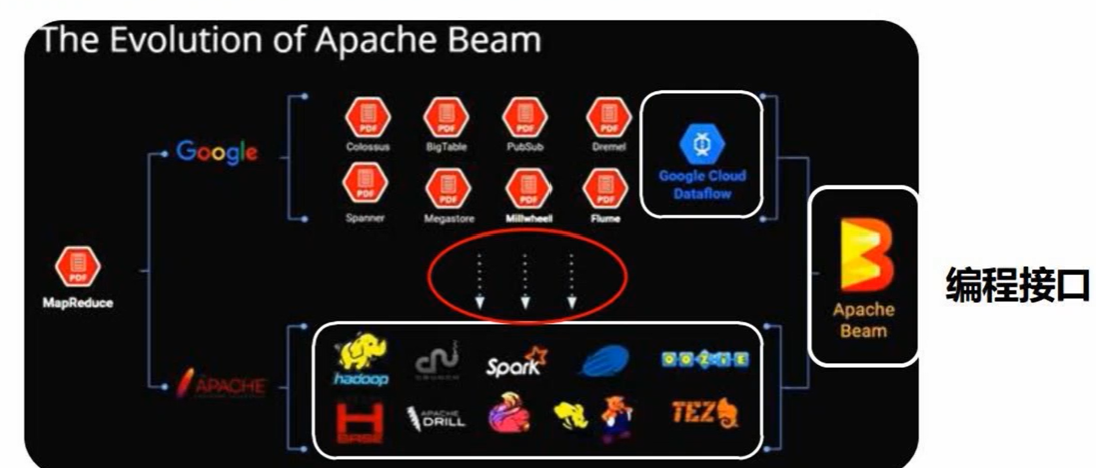 The Evolution of Apache Beam
Google
PDF
Colossus
PDF
BigTable
PDF
PubSub
PDF
Dremel
Google Cloud
Dataflow
PDF
Spanner
PDF
Megastore
PDF
Millwheel
PDF
Flume
PDF
MapReduce
APACHE
hadoop
CRUNCH
Spark
OOZIE
HBASE
APACHE
DRILL
TEZ
Apache
Beam
编程接口